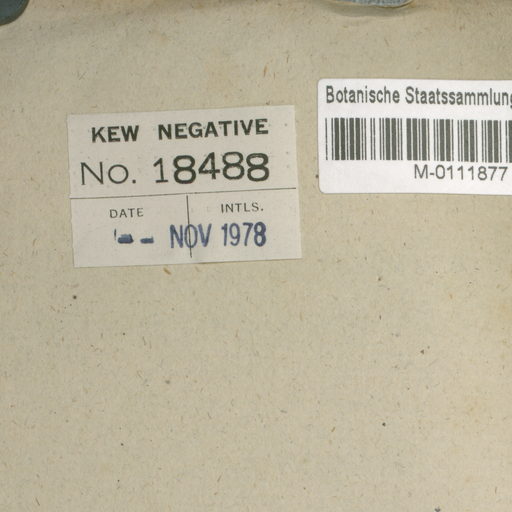 KEW NEGATIVE
No. 18488
DATE INTLS.
NOV 1978
Botanische Staatssammlung
M-0111877